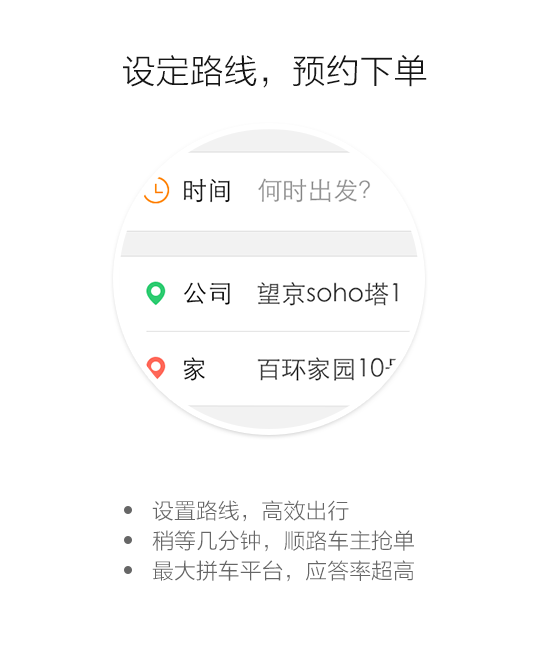 设定路线，预约下单
时间 何时出发？
公司 望京soho塔1
家 百环家园10
设置路线，高效出行
稍等几分钟，顺路车主抢单
最大拼车平台，应答率超高